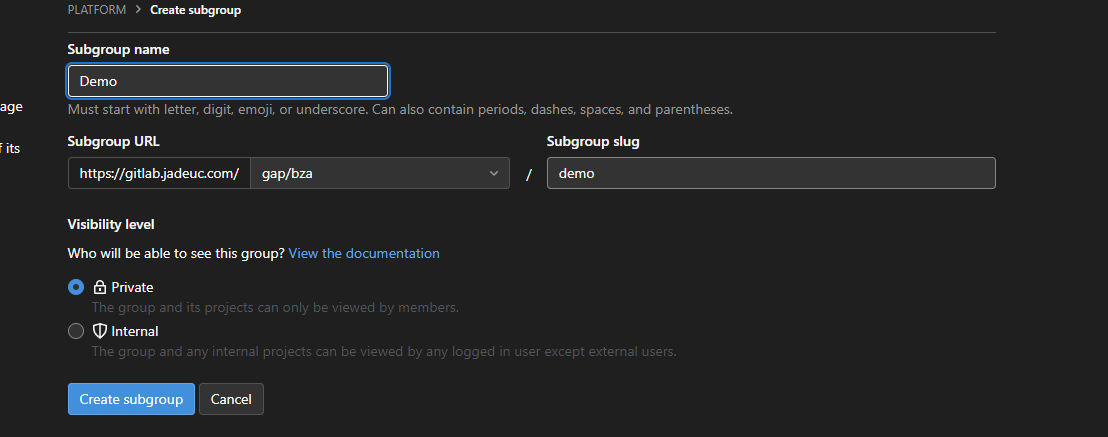 PLATFORM > Create subgroup
Subgroup name
Demo
age
Must start with letter, digit, emoji, or underscore. Can also contain periods, dashes, spaces, and parentheses.
f its
Subgroup URL
Subgroup slug
https://gitlab.jadeuc.com/ gap/bza / demo
Visibility level
Who will be able to see this group? View the documentation
Private
The group and its projects can only be viewed by members.
Internal
The group and any internal projects can be viewed by any logged in user except external users.
Create subgroup Cancel